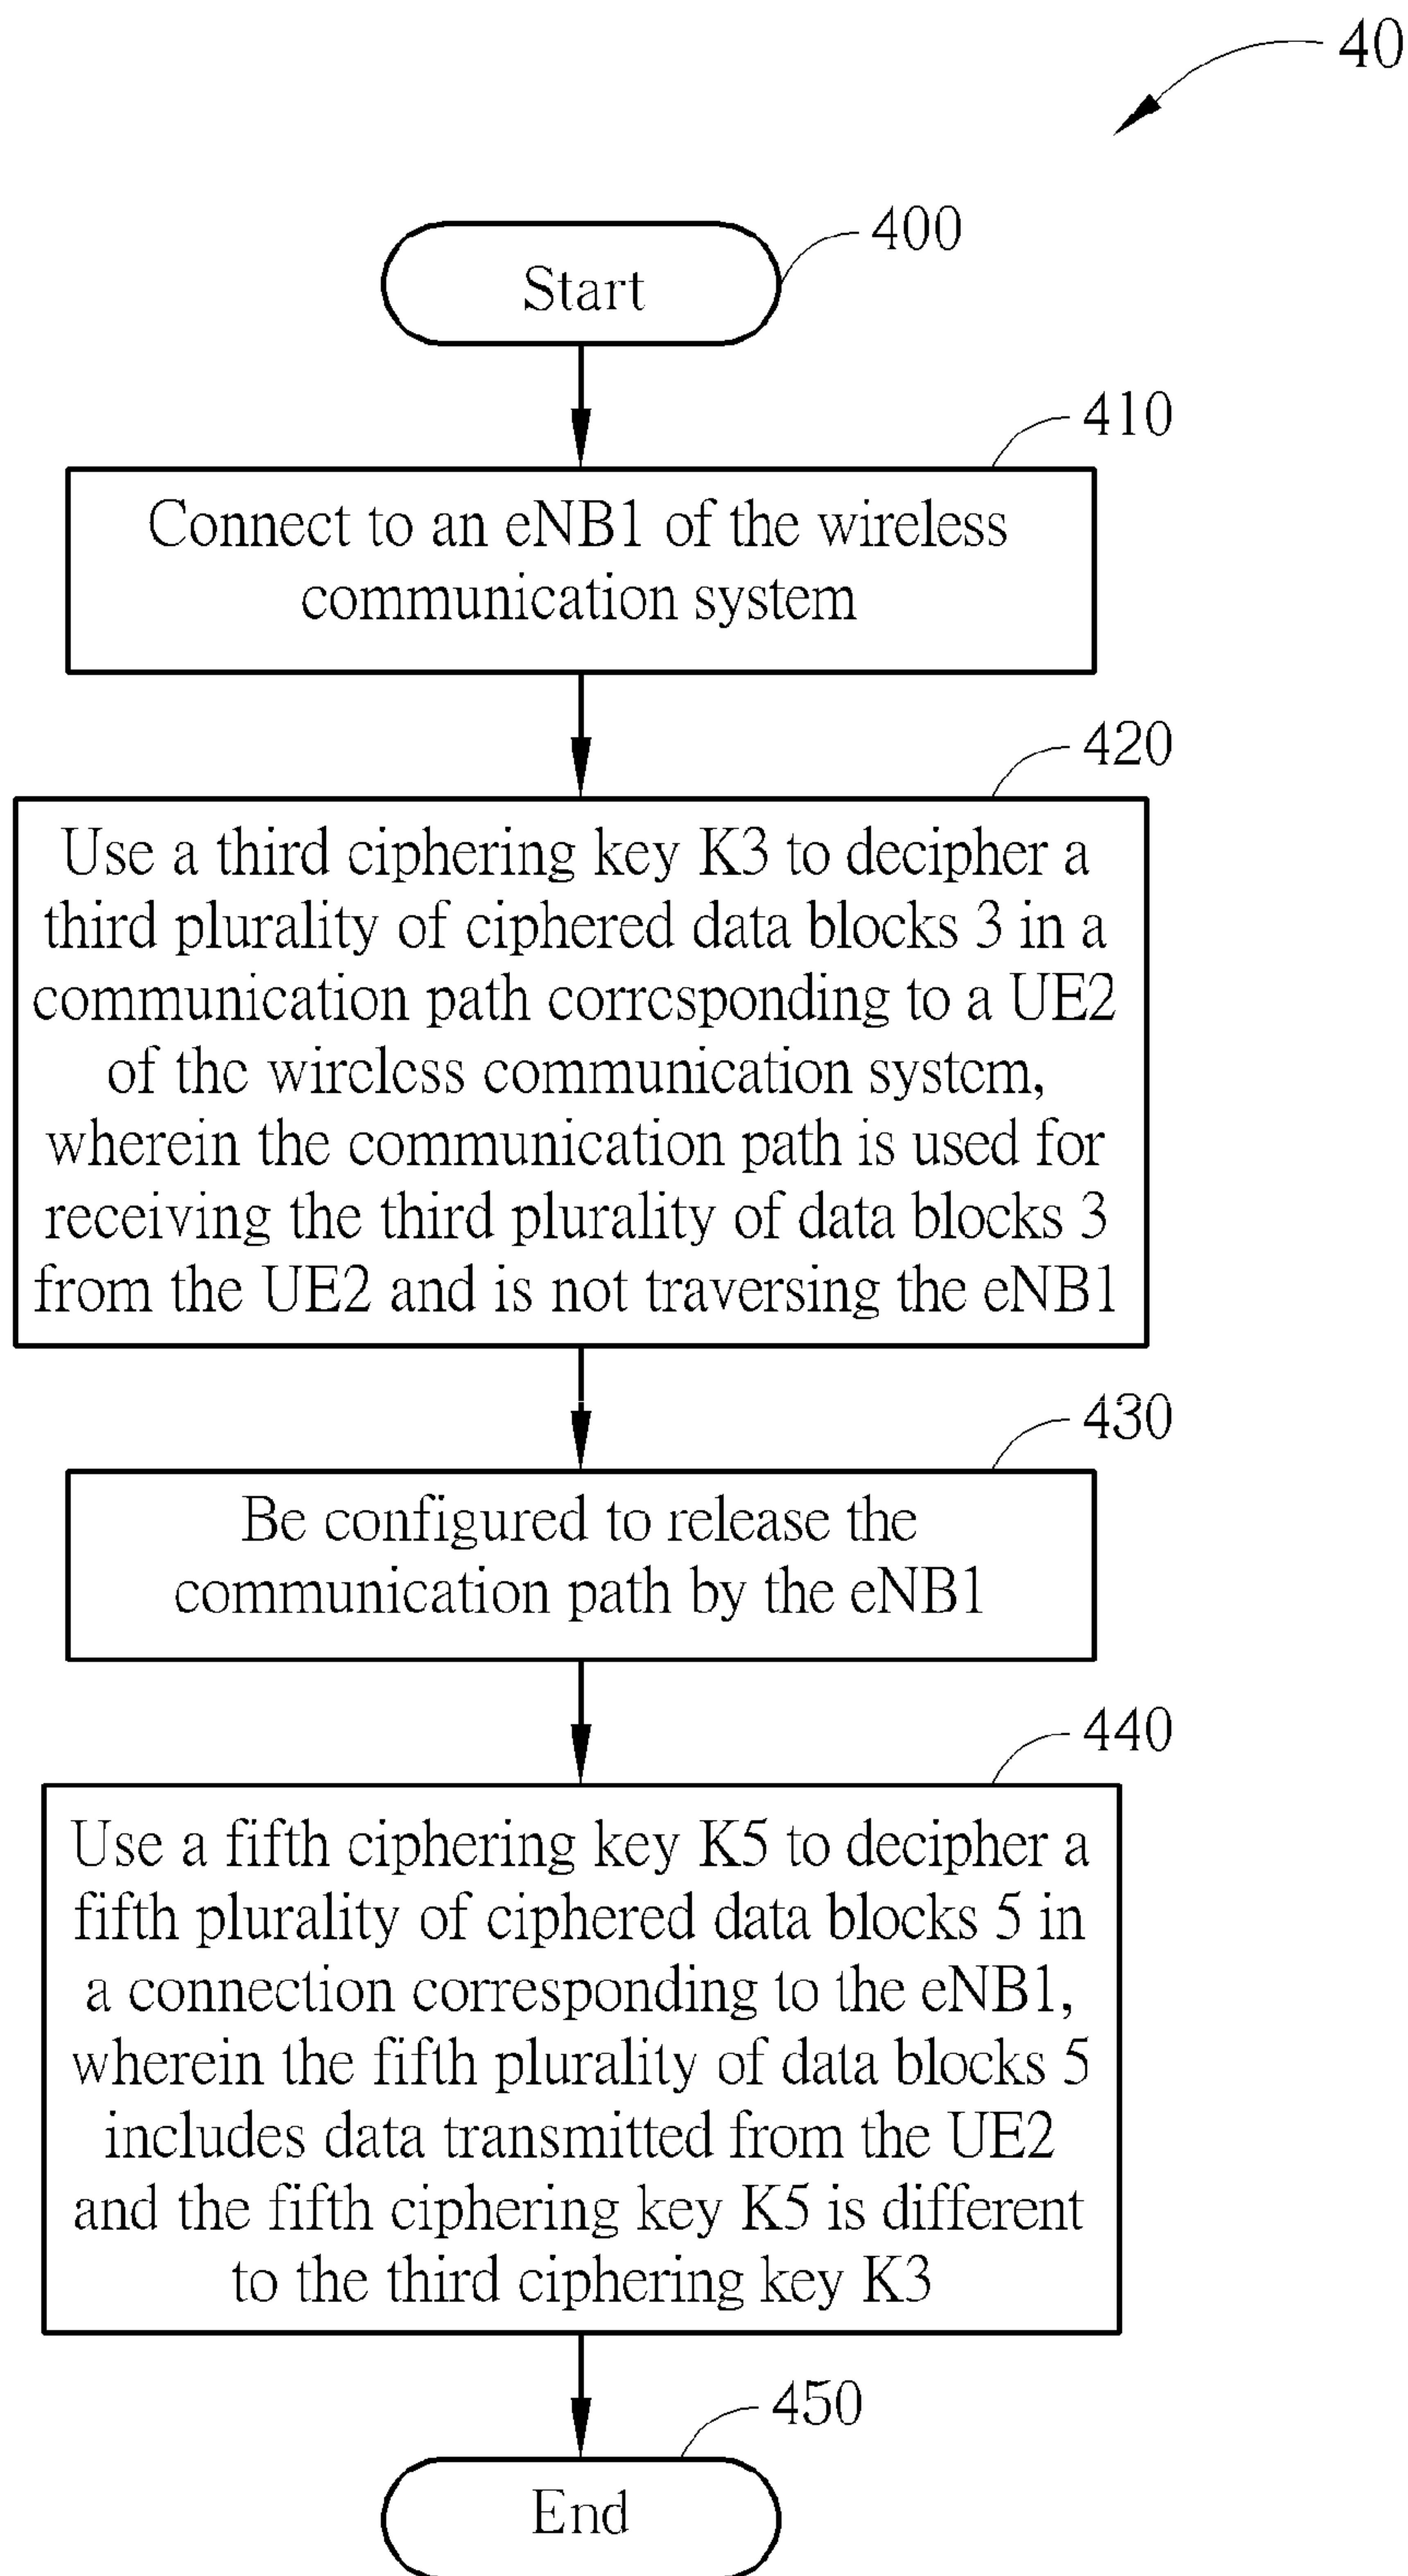 40
400
Start
410
Connect to an eNB1 of the wireless
communication system
420
Use a third ciphering key K3 to decipher a
third plurality of ciphered data blocks 3 in a
communication path corresponding to a UE2
of the wireless communication system,
wherein the communication path is used for
receiving the third plurality of data blocks 3
from the UE2 and is not traversing the eNB1
430
Be configured to release the
communication path by the eNB1
440
Use a fifth ciphering key K5 to decipher a
fifth plurality of ciphered data blocks 5 in
a connection corresponding to the eNB1,
wherein the fifth plurality of data blocks 5
includes data transmitted from the UE2
and the fifth ciphering key K5 is different
to the third ciphering key K3
450
End